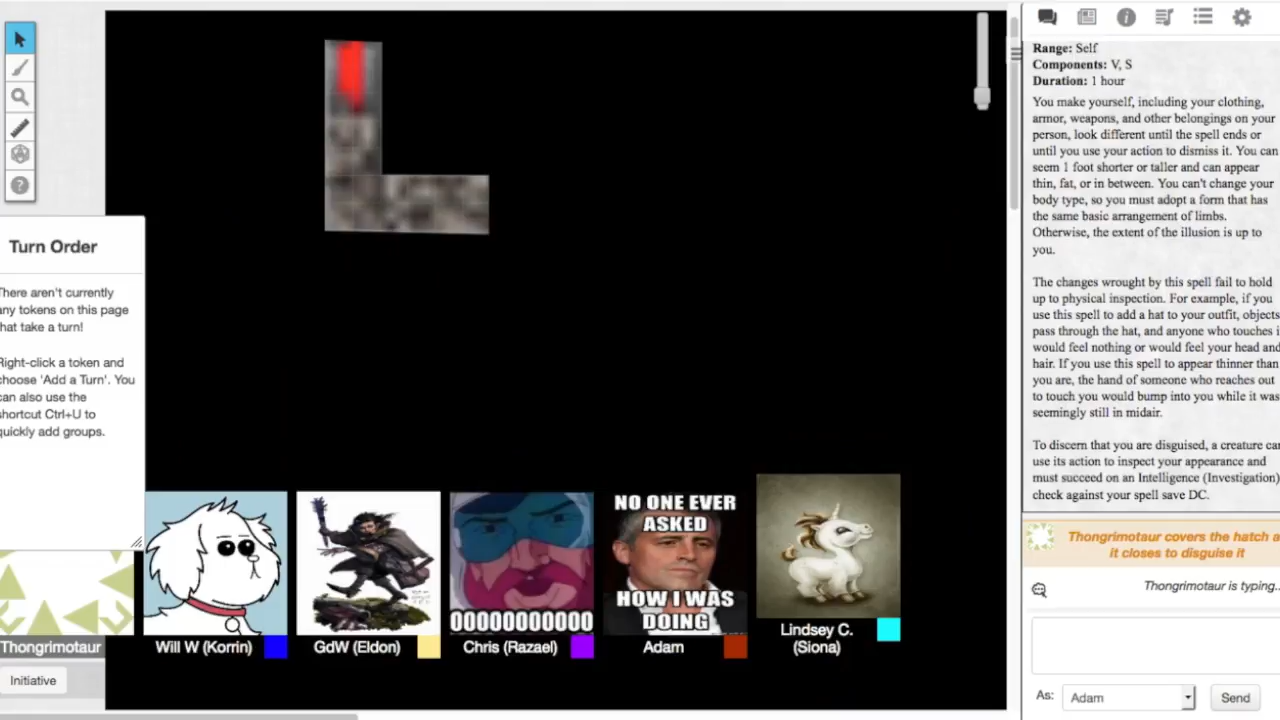 Turn Order
There aren't currently
any tokens on this page
that take a turn!
Right-click a token and
choose 'Add a Turn'. You
can also use the
shortcut Ctrl+U to
quickly add groups.
Thongrimotaur
Initiative
Will W (Korrin)
GdW (Eldon)
OOOOOOOOOOO
Chris (Razael)
NO ONE EVER
ASKED
HOW I WAS
DOING
Adam
Lindsey C.
(Siona)
Range: Self
Components: V, S
Duration: 1 hour
You make yourself, including your clothing,
armor, weapons, and other belongings on your
person, look different until the spell ends or
until you use your action to dismiss it. You can
seem 1 foot shorter or taller and can appear
thin, fat, or in between. You can't change your
body type, so you must adopt a form that has
the same basic arrangement of limbs.
Otherwise, the extent of the illusion is up to
you.
The changes wrought by this spell fail to hold
up to physical inspection. For example, if you
use this spell to add a hat to your outfit, objects
pass through the hat, and anyone who touches i
would feel nothing or would feel your head and
hair. If you use this spell to appear thinner than
you are, the hand of someone who reaches out
to touch you would bump into you while it was
seemingly still in midair.
To discern that you are disguised, a creature can
use its action to inspect your appearance and
must succeed on an Intelligence (Investigation)
check against your spell save DC.
Thongrimotaur covers the hatch a
it closes to disguise it
Thongrimotaur is typing...
As: Adam Send